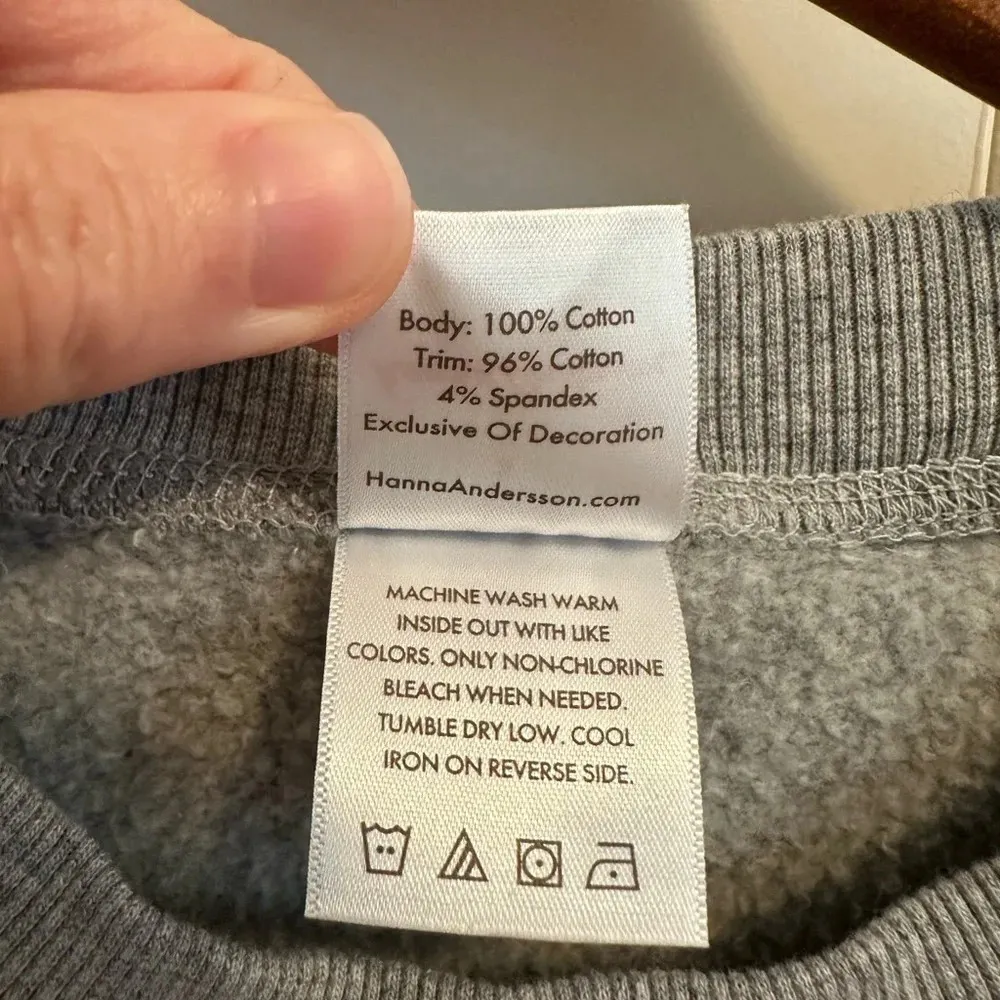 Body: 100% Cotton
Trim: 96% Cotton
4% Spandex
Exclusive Of Decoration
HannaAndersson.com
MACHINE WASH WARM
INSIDE OUT WITH LIKE
COLORS. ONLY NON-CHLORINE
BLEACH WHEN NEEDED.
TUMBLE DRY LOW. COOL
IRON ON REVERSE SIDE.